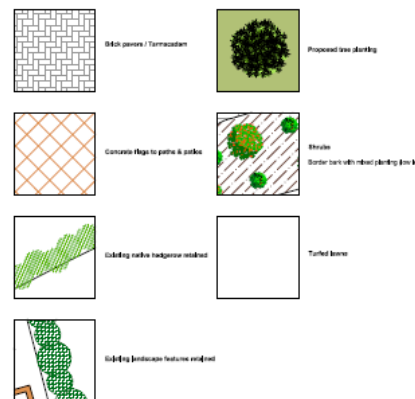 Brick pavers / Tarmacadam
Proposed tree planting
Concrete flags to paths & patios
Shrubs
Border bark with mixed planting (low l
Existing native hedgerow retained
Turfed lawns
Existing landscape features retained